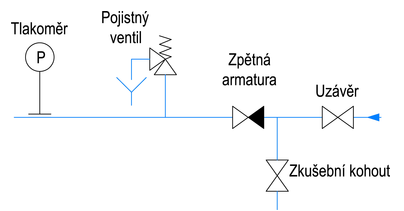 Pojistný
ventil
Tlakoměr
P
Zpětná
armatura
Uzávěr
Zkušební kohout